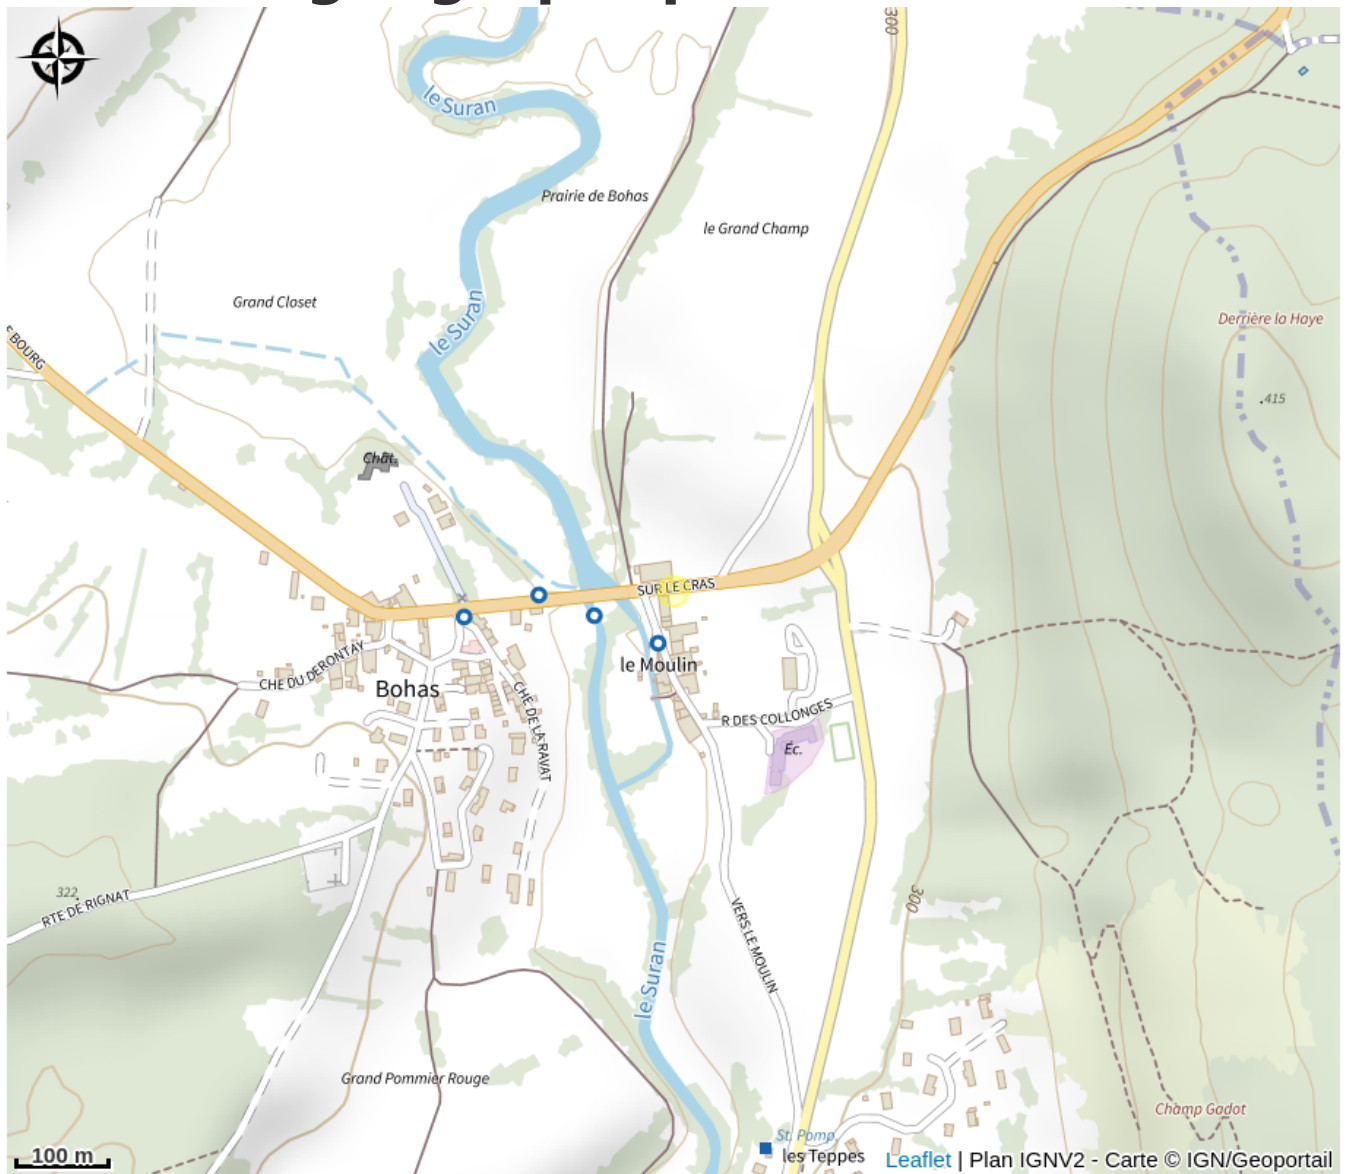 300
le Suran
Prairie de Bohas
le Grand Champ
Grand Closet
le Suran
Derrière la Haye
E BOURG
.415
Chât.
SUR LE CRAS
le Moulin
CHE DU DERONTAY
Bohas
CHE DE LA RAVAT
R DES COLLONGES
Éc.
322
RTE DE RIGNAT
300
VERS LE MOULIN
le Suran
Grand Pommier Rouge
Champ Gadot
St. Pomp.
les Teppes
100 m
Leaflet | Plan IGNV2 - Carte © IGN/Geoportail